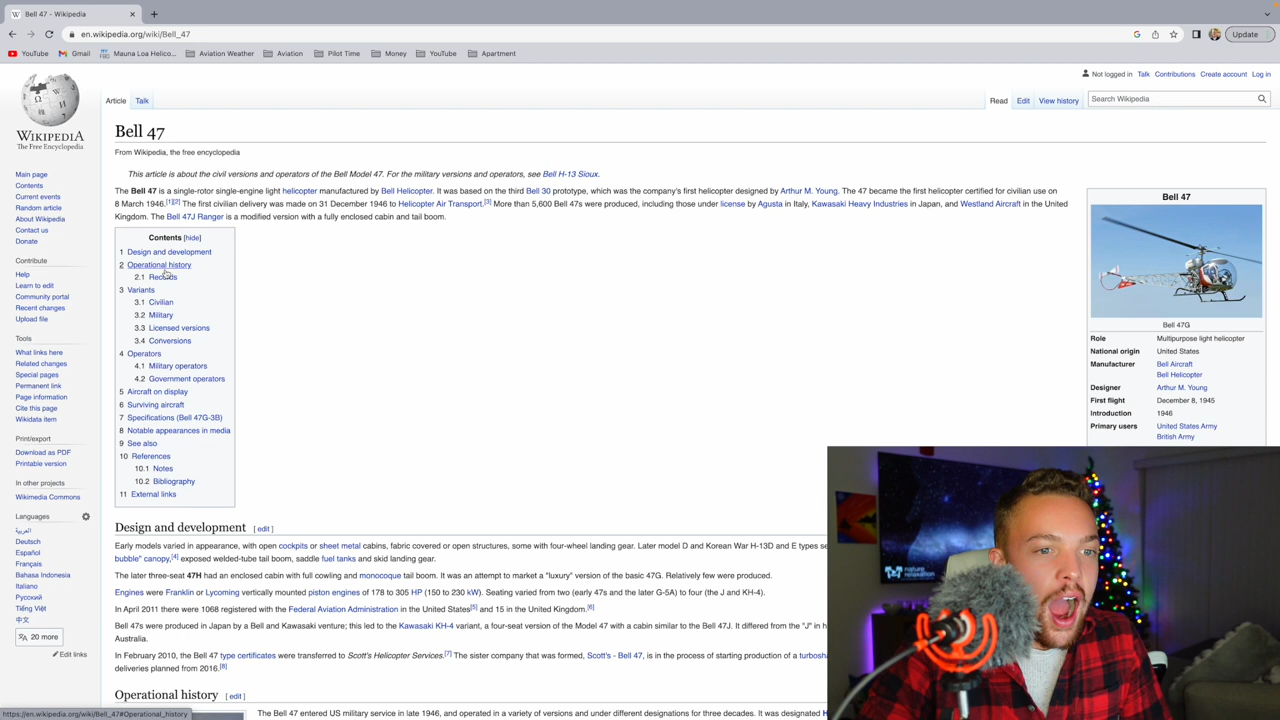 Bell 47 - Wikipedia
en.wikipedia.org/wiki/Bell_47
Update
YouTube
Gmail
Mauna Loa Helico...
Aviation Weather
Aviation
Pilot Time
Money
YouTube
Apartment
Not logged in Talk Contributions Create account Log in
Article Talk
Read Edit View history
Search Wikipedia
WIKIPEDIA
The Free Encyclopedia
Main page
Contents
Current events
Random article
About Wikipedia
Contact us
Donate
Contribute
Help
Learn to edit
Community portal
Recent changes
Upload file
Tools
What links here
Related changes
Special pages
Permanent link
Page information
Cite this page
Wikidata item
Print/export
Download as PDF
Printable version
In other projects
Wikimedia Commons
Languages
العربية
Deutsch
Español
Français
Bahasa Indonesia
Italiano
Русский
Tiếng Việt
中文
20 more
Edit links
Bell 47
From Wikipedia, the free encyclopedia
This article is about the civil versions and operators of the Bell Model 47. For the military versions and operators, see Bell H-13 Sioux.
The Bell 47 is a single-rotor single-engine light helicopter manufactured by Bell Helicopter. It was based on the third Bell 30 prototype, which was the company's first helicopter designed by Arthur M. Young. The 47 became the first helicopter certified for civilian use on
8 March 1946.[1][2] The first civilian delivery was made on 31 December 1946 to Helicopter Air Transport.[3] More than 5,600 Bell 47s were produced, including those under license by Agusta in Italy, Kawasaki Heavy Industries in Japan, and Westland Aircraft in the United
Kingdom. The Bell 47J Ranger is a modified version with a fully enclosed cabin and tail boom.
Contents [hide]
1 Design and development
2 Operational history
2.1 Records
3 Variants
3.1 Civilian
3.2 Military
3.3 Licensed versions
3.4 Conversions
4 Operators
4.1 Military operators
4.2 Government operators
5 Aircraft on display
6 Surviving aircraft
7 Specifications (Bell 47G-3B)
8 Notable appearances in media
9 See also
10 References
10.1 Notes
10.2 Bibliography
11 External links
Bell 47
Bell 47G
Role Multipurpose light helicopter
National origin United States
Manufacturer Bell Aircraft
Bell Helicopter
Designer Arthur M. Young
First flight December 8, 1945
Introduction 1946
Primary users United States Army
British Army
Design and development [ edit ]
Early models varied in appearance, with open cockpits or sheet metal cabins, fabric covered or open structures, some with four-wheel landing gear. Later model D and Korean War H-13D and E types se
bubble" canopy,[4] exposed welded-tube tail boom, saddle fuel tanks and skid landing gear.
The later three-seat 47H had an enclosed cabin with full cowling and monocoque tail boom. It was an attempt to market a "luxury" version of the basic 47G. Relatively few were produced.
Engines were Franklin or Lycoming vertically mounted piston engines of 178 to 305 HP (150 to 230 kW). Seating varied from two (early 47s and the later G-5A) to four (the J and KH-4).
In April 2011 there were 1068 registered with the Federal Aviation Administration in the United States[5] and 15 in the United Kingdom.[6]
Bell 47s were produced in Japan by a Bell and Kawasaki venture; this led to the Kawasaki KH-4 variant, a four-seat version of the Model 47 with a cabin similar to the Bell 47J. It differed from the "J" in h
Australia.
In February 2010, the Bell 47 type certificates were transferred to Scott's Helicopter Services.[7] The sister company that was formed, Scott's - Bell 47, is in the process of starting production of a turbosha
deliveries planned from 2016.[8]
Operational history [ edit ]
The Bell 47 entered US military service in late 1946, and operated in a variety of versions and under different designations for three decades. It was designated H
https://en.wikipedia.org/wiki/Bell_47#Operational_history
nature relaxation